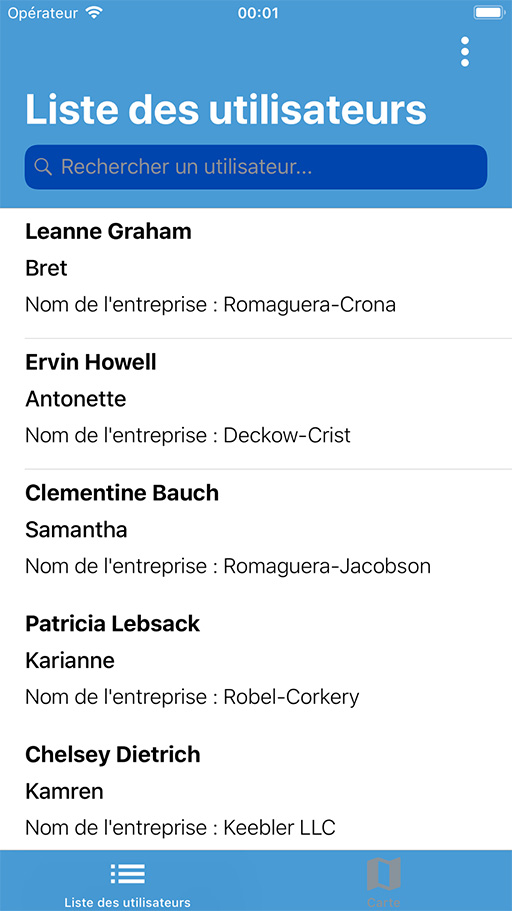 Opérateur 00:01
Liste des utilisateurs
Rechercher un utilisateur...
Leanne Graham
Bret
Nom de l'entreprise : Romaguera-Crona
Ervin Howell
Antonette
Nom de l'entreprise : Deckow-Crist
Clementine Bauch
Samantha
Nom de l'entreprise : Romaguera-Jacobson
Patricia Lebsack
Karianne
Nom de l'entreprise : Robel-Corkery
Chelsey Dietrich
Kamren
Nom de l'entreprise : Keebler LLC
Liste des utilisateurs
Carte